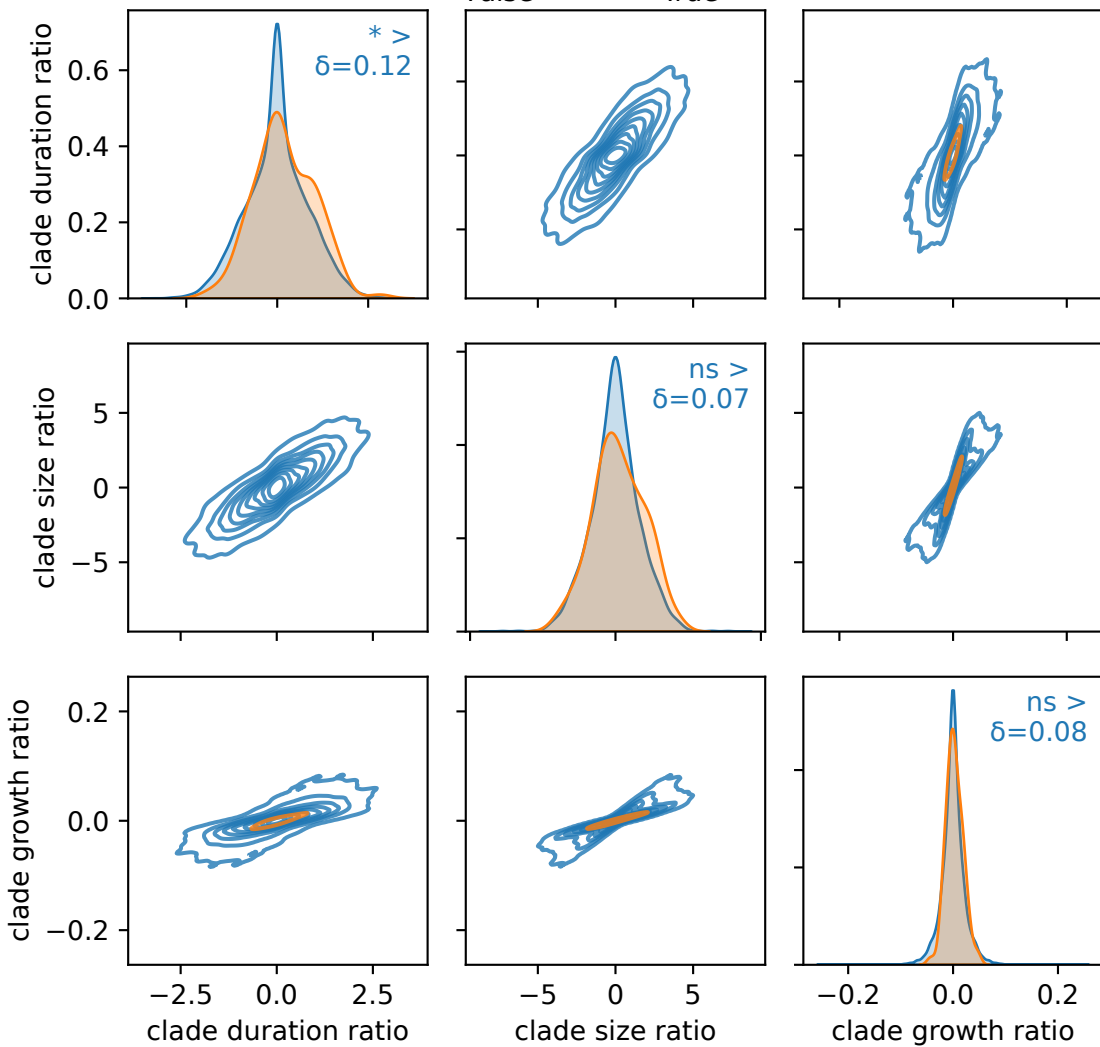 clade duration ratio
0.6
0.4
0.2
0.0
* >
δ=0.12
clade size ratio
5
0
−5
ns >
δ=0.07
clade growth ratio
0.2
0.0
−0.2
ns >
δ=0.08
−2.5 0.0 2.5
−5 0 5
−0.2 0.0 0.2
clade duration ratio
clade size ratio
clade growth ratio